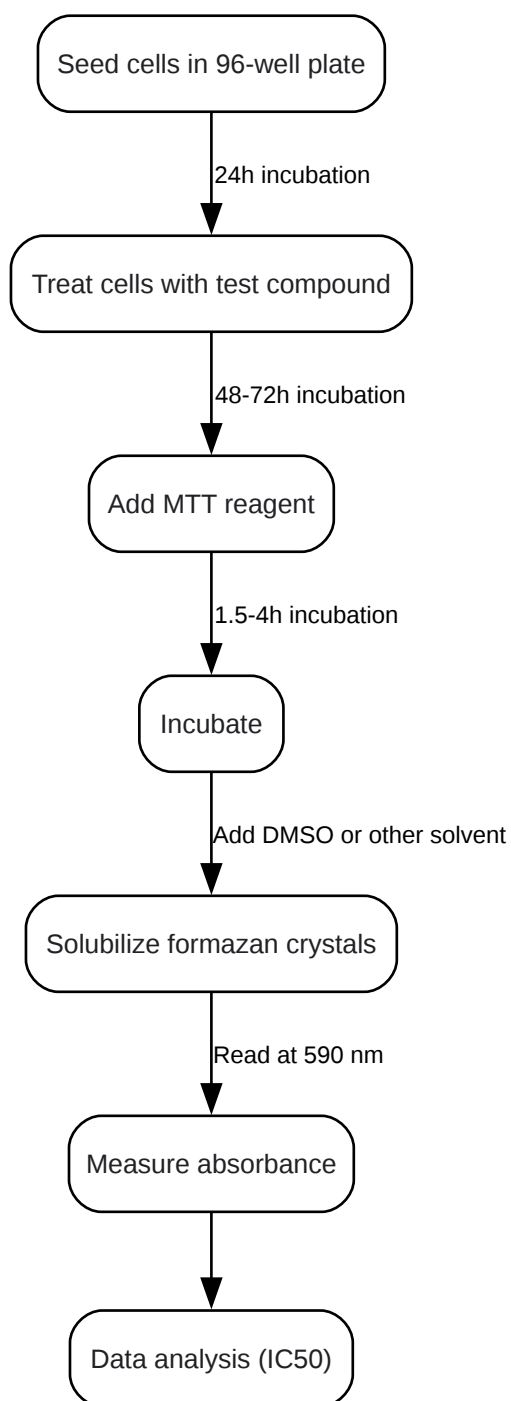 Seed cells in 96-well plate
24h incubation
Treat cells with test compound
48-72h incubation
Add MTT reagent
1.5-4h incubation
Incubate
Add DMSO or other solvent
Solubilize formazan crystals
Read at 590 nm
Measure absorbance
Data analysis (IC50)